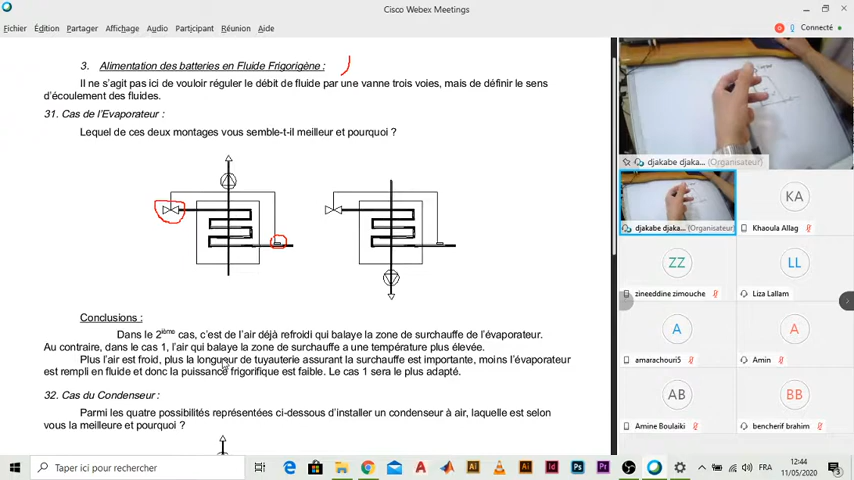 Cisco Webex Meetings
Fichier Édition Partager Affichage Audio Participant Réunion Aide
Connecté
3. Alimentation des batteries en Fluide Frigorigène :
Il ne s'agit pas ici de vouloir réguler le débit de fluide par une vanne trois voies, mais de définir le sens
d'écoulement des fluides.
31. Cas de l'Evaporateur :
Lequel de ces deux montages vous semble-t-il meilleur et pourquoi ?
Conclusions :
Dans le 2ième cas, c'est de l'air déjà refroidi qui balaye la zone de surchauffe de l'évaporateur.
Au contraire, dans le cas 1, l'air qui balaye la zone de surchauffe a une température plus élevée.
Plus l'air est froid, plus la longueur de tuyauterie assurant la surchauffe est importante, moins l'évaporateur
est rempli en fluide et donc la puissance frigorifique est faible. Le cas 1 sera le plus adapté.
32. Cas du Condenseur :
Parmi les quatre possibilités représentées ci-dessous d'installer un condenseur à air, laquelle est selon
vous la meilleure et pourquoi ?
djakabe djaka... (Organisateur)
djakabe djaka... (Organisateur)
KA
Khaoula Allag
ZZ
zineeddine zimouche
LL
Liza Lallam
A
amarachouri5
A
Amin
AB
Amine Boulaiki
BB
bencherif brahim
Taper ici pour rechercher
FRA
12:44
11/05/2020
3